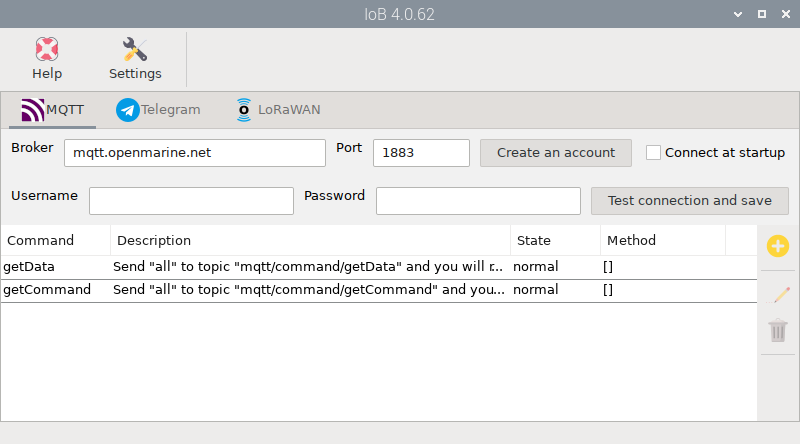 IoB 4.0.62
Help Settings
MQTT Telegram LoRaWAN
Broker mqtt.openmarine.net Port 1883 Create an account Connect at startup
Username Password Test connection and save
Command Description State Method
getData Send "all" to topic "mqtt/command/getData" and you will r... normal []
getCommand Send "all" to topic "mqtt/command/getCommand" and you... normal []